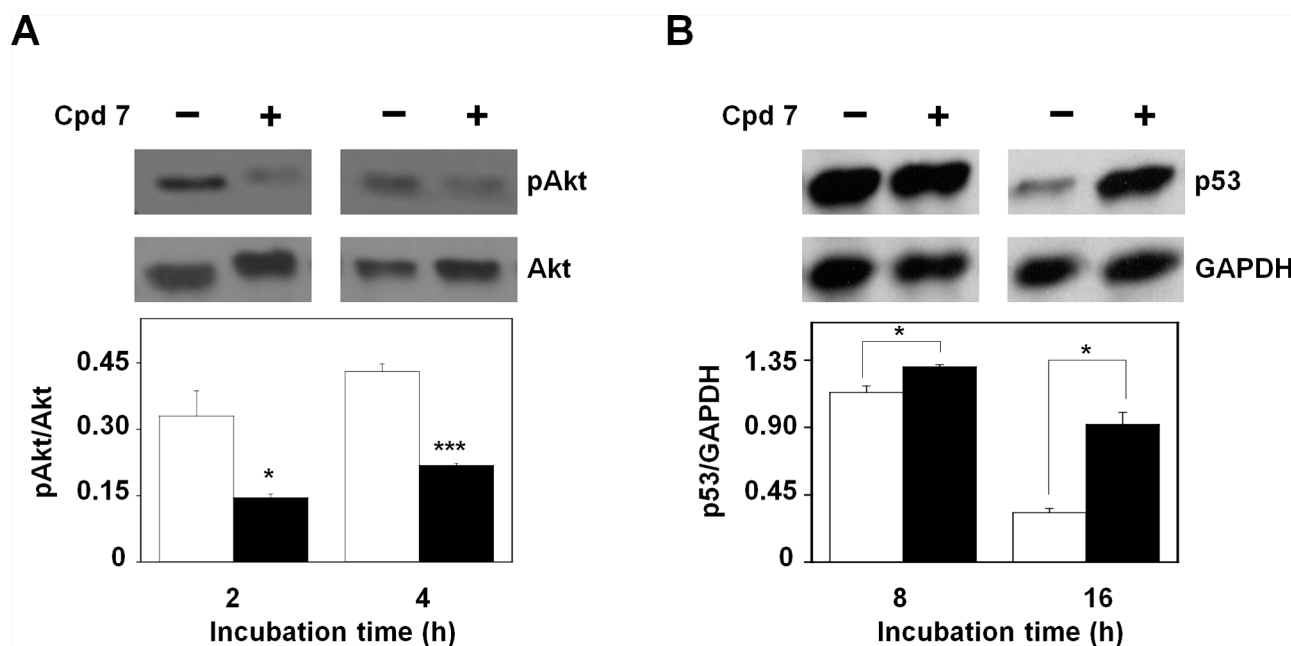 A
Cpd 7 − + − +
pAkt
Akt
pAkt/Akt
0.45
0.30
0.15
0
*
***
2 4
Incubation time (h)
B
Cpd 7 − + − +
p53
GAPDH
p53/GAPDH
1.35
0.90
0.45
0
*
*
8 16
Incubation time (h)